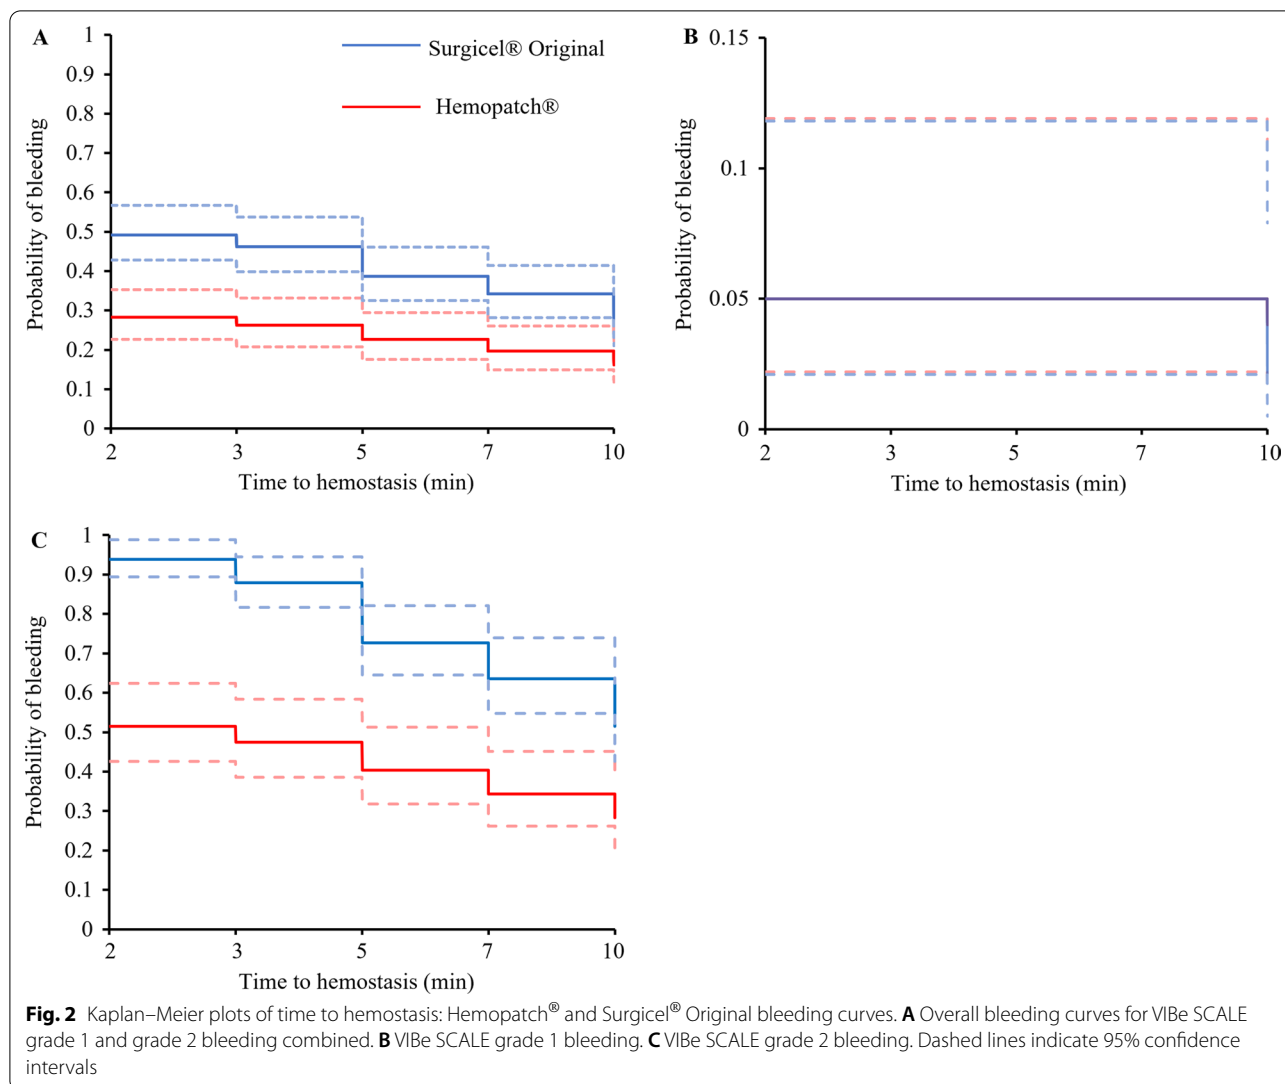 A
Surgicel® Original
Hemopatch®
Probability of bleeding
1
0.9
0.8
0.7
0.6
0.5
0.4
0.3
0.2
0.1
0
2 3 5 7 10
Time to hemostasis (min)
B
Probability of bleeding
0.15
0.1
0.05
0
2 3 5 7 10
Time to hemostasis (min)
C
Probability of bleeding
1
0.9
0.8
0.7
0.6
0.5
0.4
0.3
0.2
0.1
0
2 3 5 7 10
Time to hemostasis (min)
Fig. 2 Kaplan–Meier plots of time to hemostasis: Hemopatch® and Surgicel® Original bleeding curves. A Overall bleeding curves for VIBe SCALE
grade 1 and grade 2 bleeding combined. B VIBe SCALE grade 1 bleeding. C VIBe SCALE grade 2 bleeding. Dashed lines indicate 95% confidence
intervals